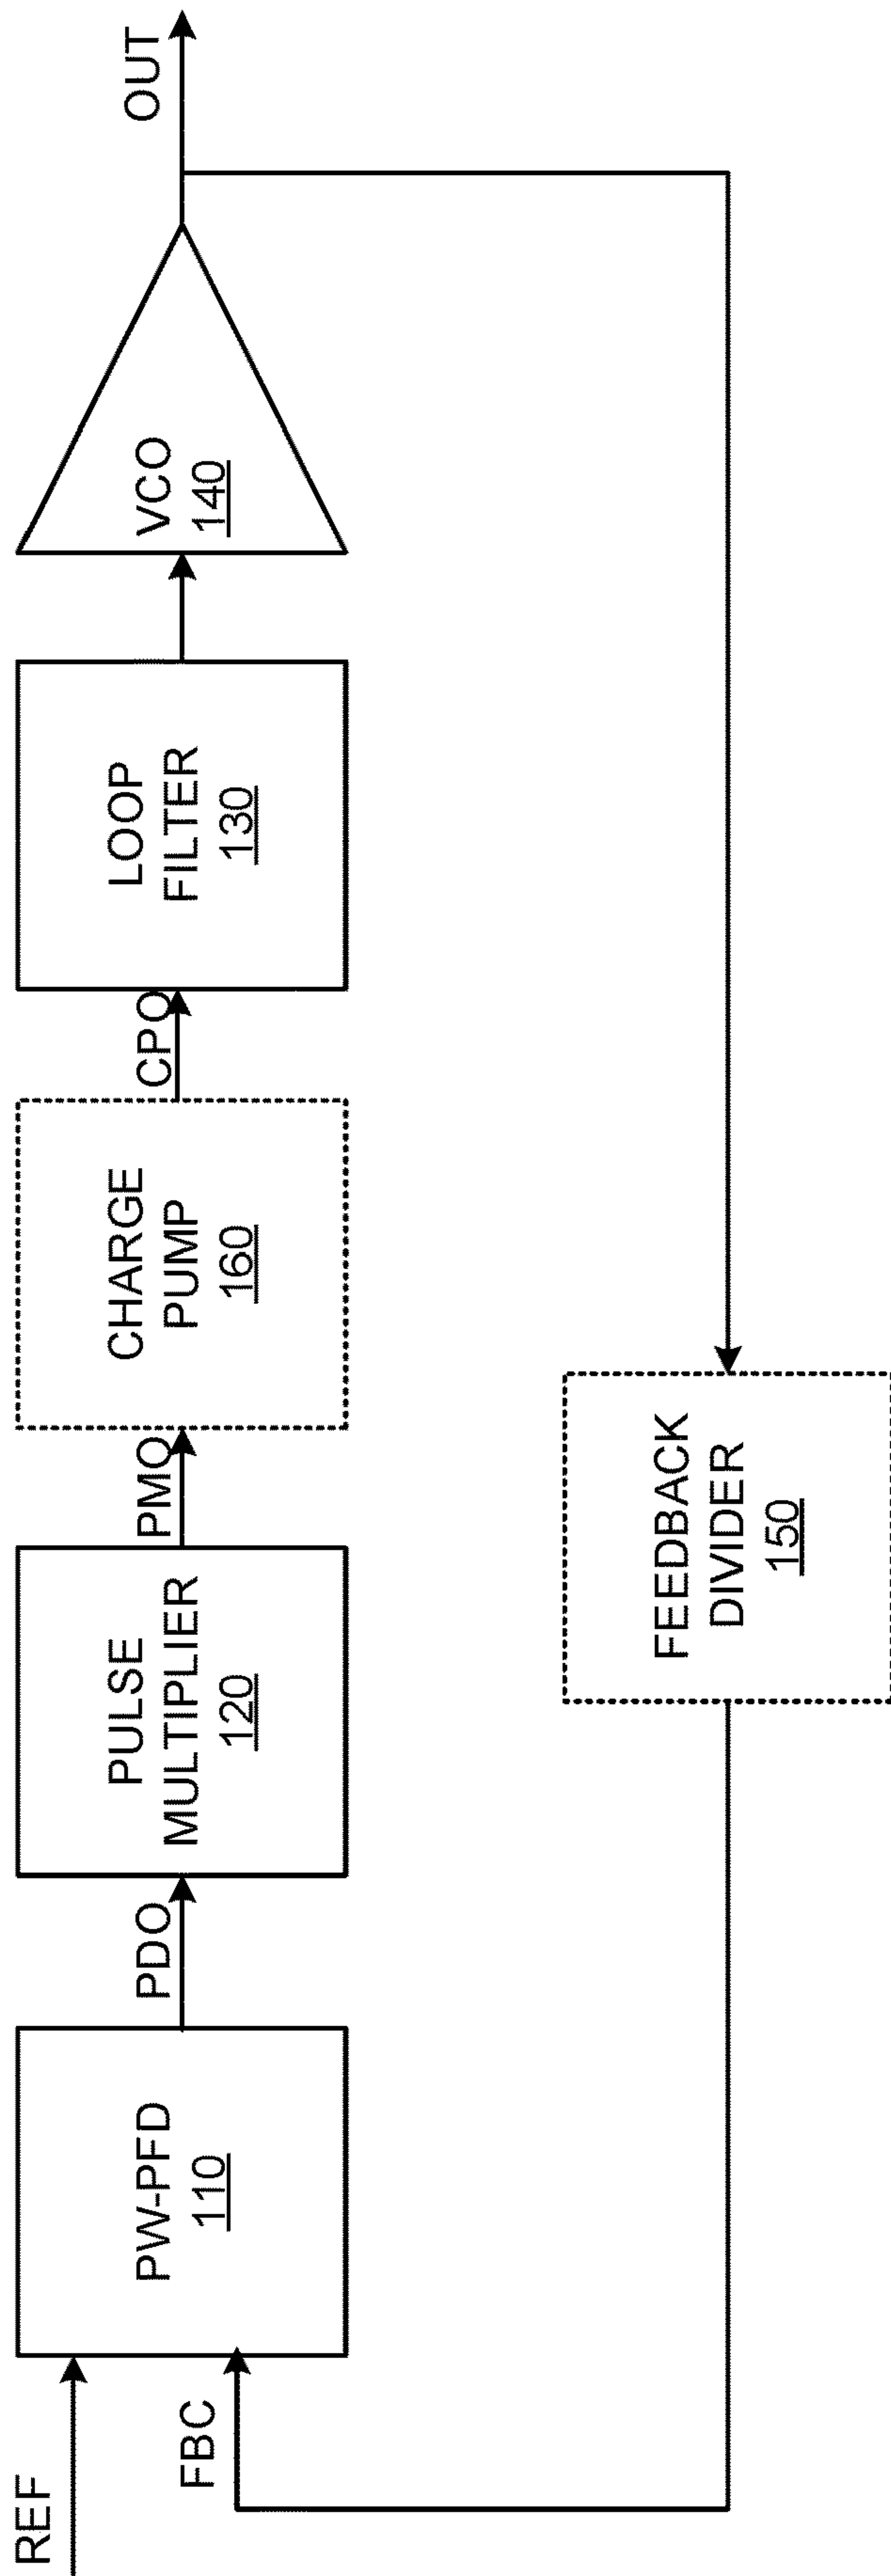 REF
FBC
PW-PFD
110
PDO
PULSE
MULTIPLIER
120
PMO
CHARGE
PUMP
160
CPO
LOOP
FILTER
130
VCO
140
OUT
FEEDBACK
DIVIDER
150